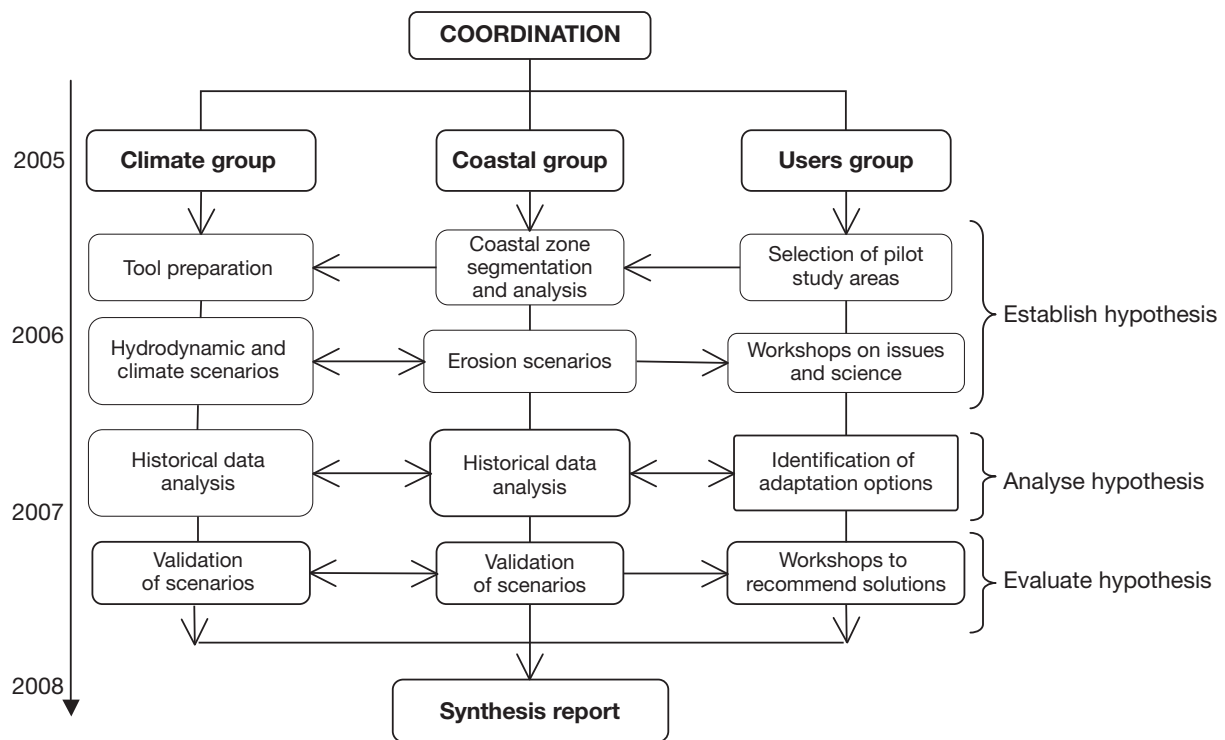 COORDINATION
2005
Climate group
Coastal group
Users group
Tool preparation
Coastal zone
segmentation
and analysis
Selection of pilot
study areas
Establish hypothesis
2006
Hydrodynamic and
climate scenarios
Erosion scenarios
Workshops on issues
and science
Historical data
analysis
Historical data
analysis
Identification of
adaptation options
Analyse hypothesis
2007
Validation
of scenarios
Validation
of scenarios
Workshops to
recommend solutions
Evaluate hypothesis
2008
Synthesis report